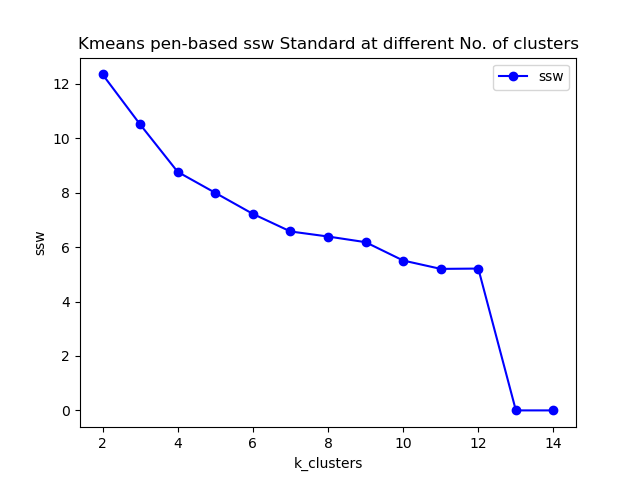 Kmeans pen-based ssw Standard at different No. of clusters
ssw
12
10
8
6
4
2
0
ssw
2 4 6 8 10 12 14
k_clusters